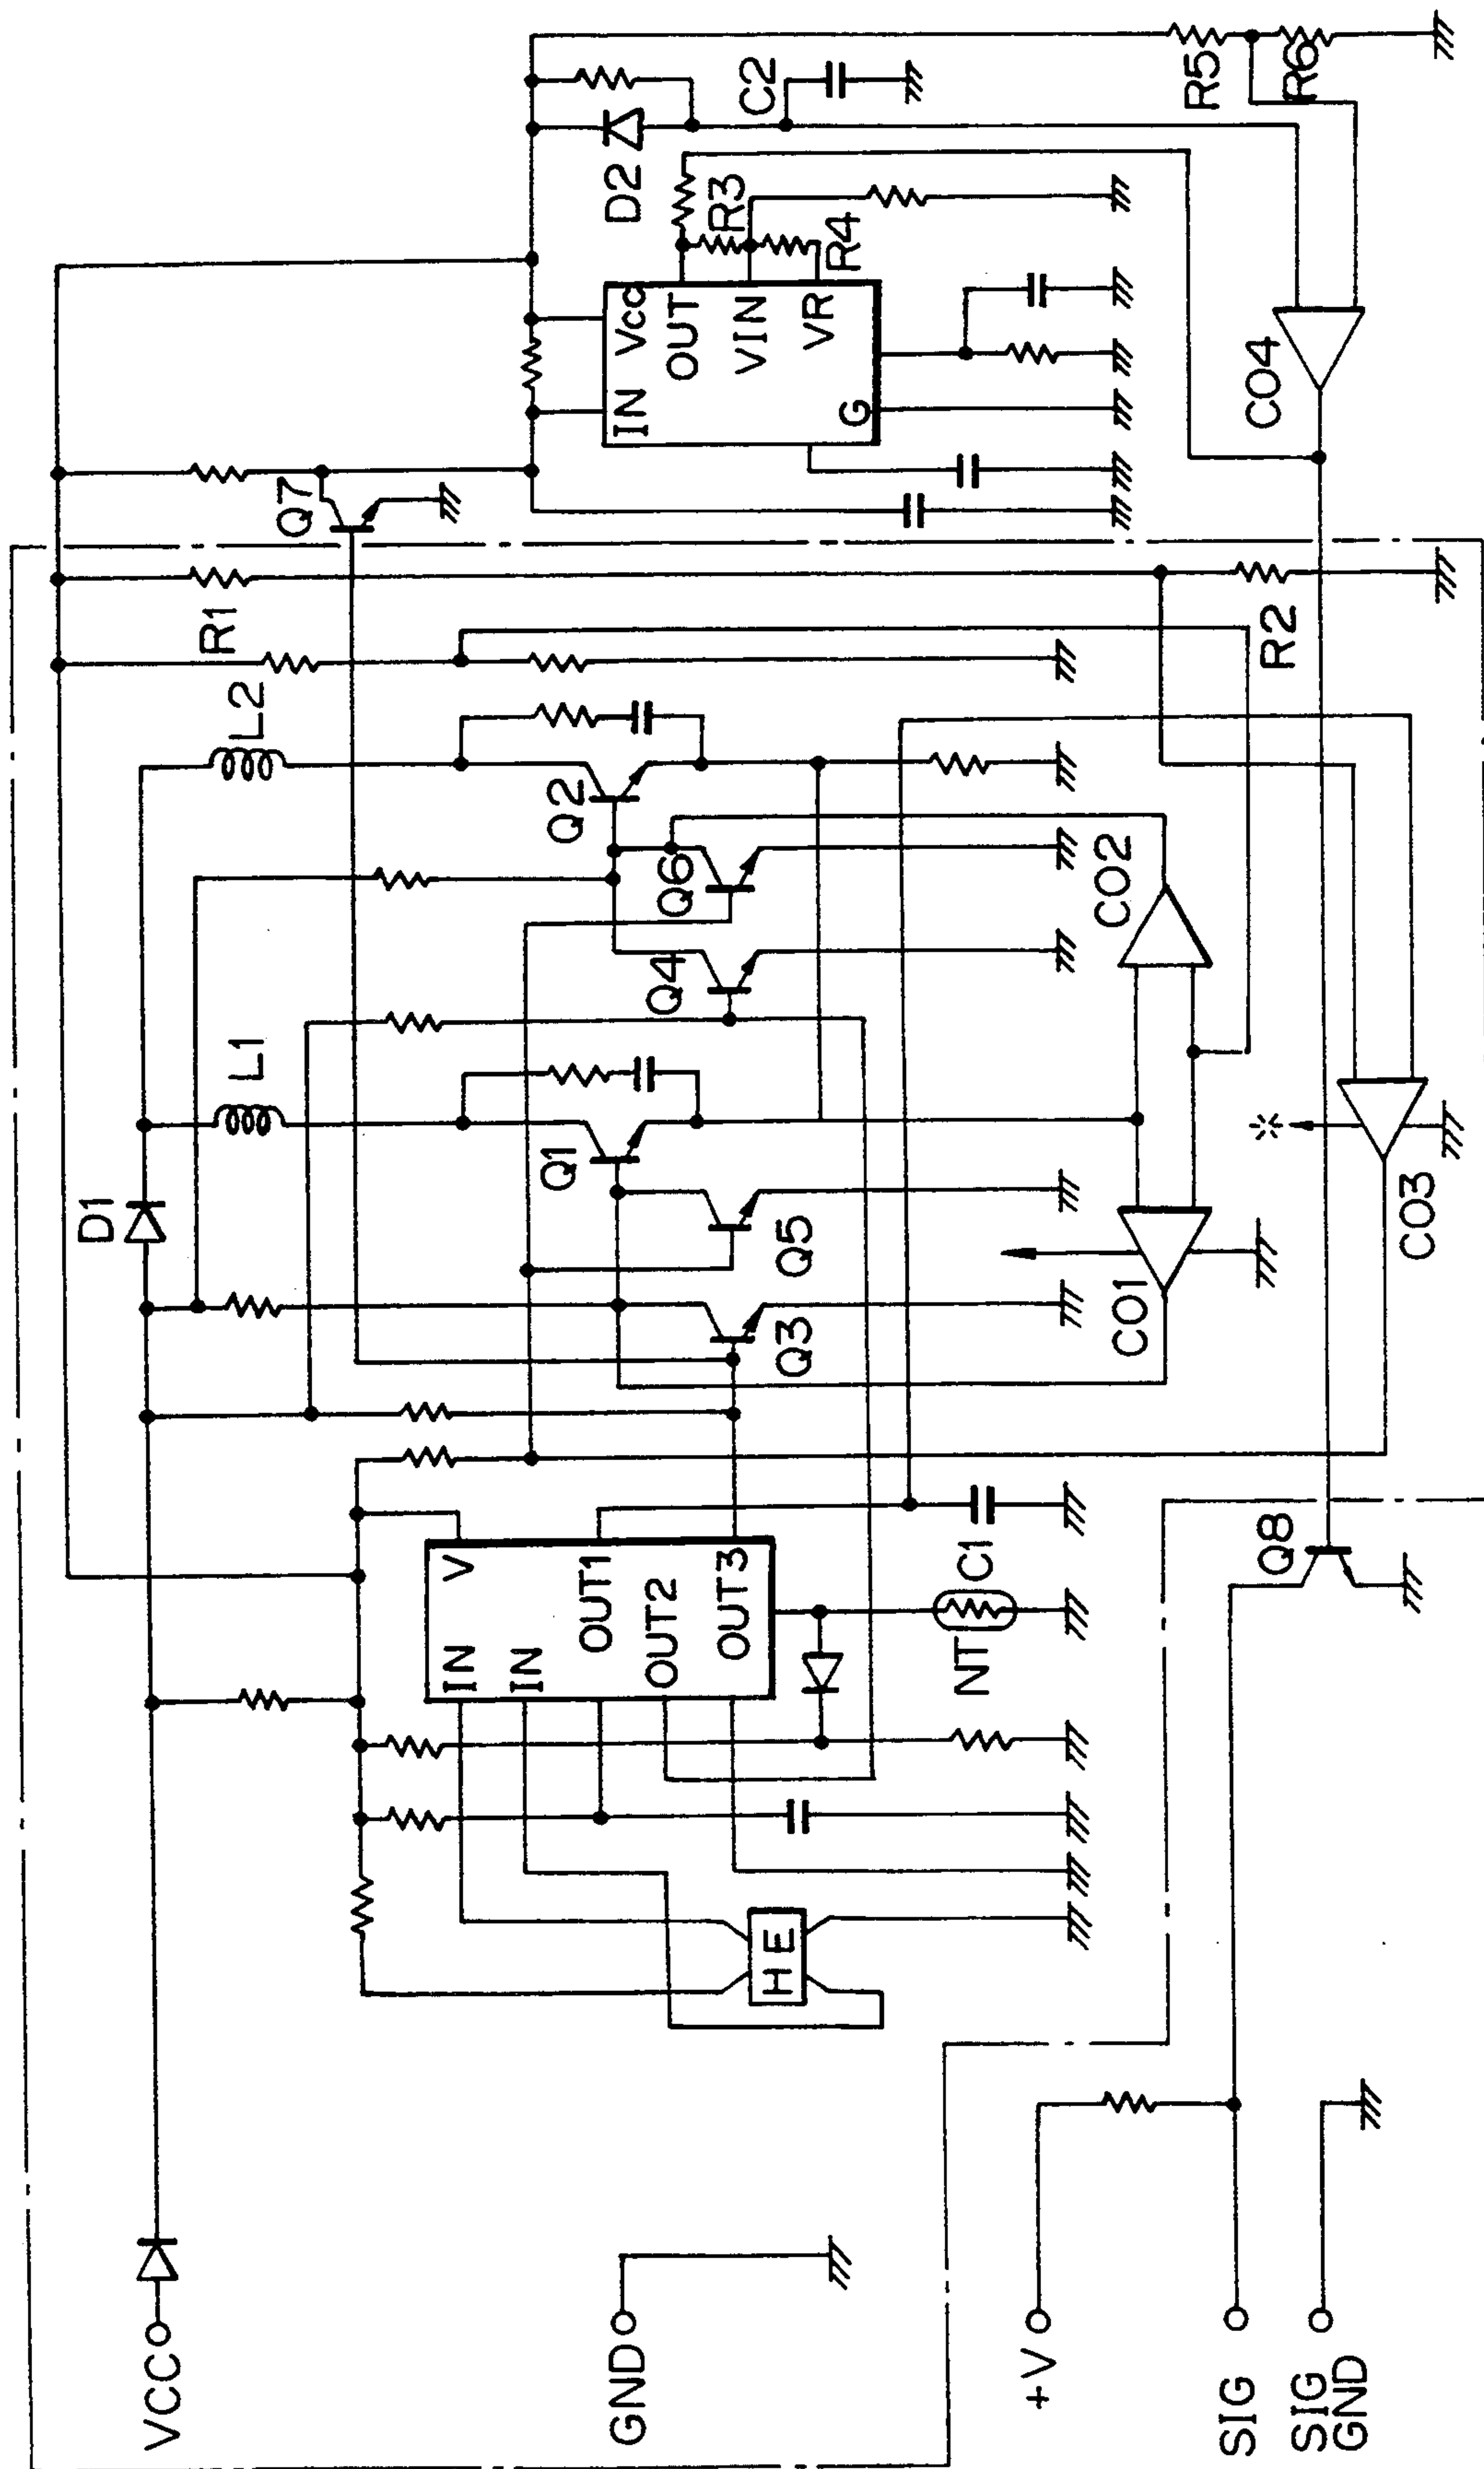 R5
R6
C2
D2
R3
R4
IN
Vcc
OUT
VIN
VR
G
CO4
Q7
R1
R2
L2
Q2
Q6
Q4
CO2
L1
D1
Q1
Q5
Q3
CO1
CO3
V
IN
IN
OUT1
OUT2
OUT3
C1
NT
Q8
HE
VCC
GND
+V
SIG
SIG
GND